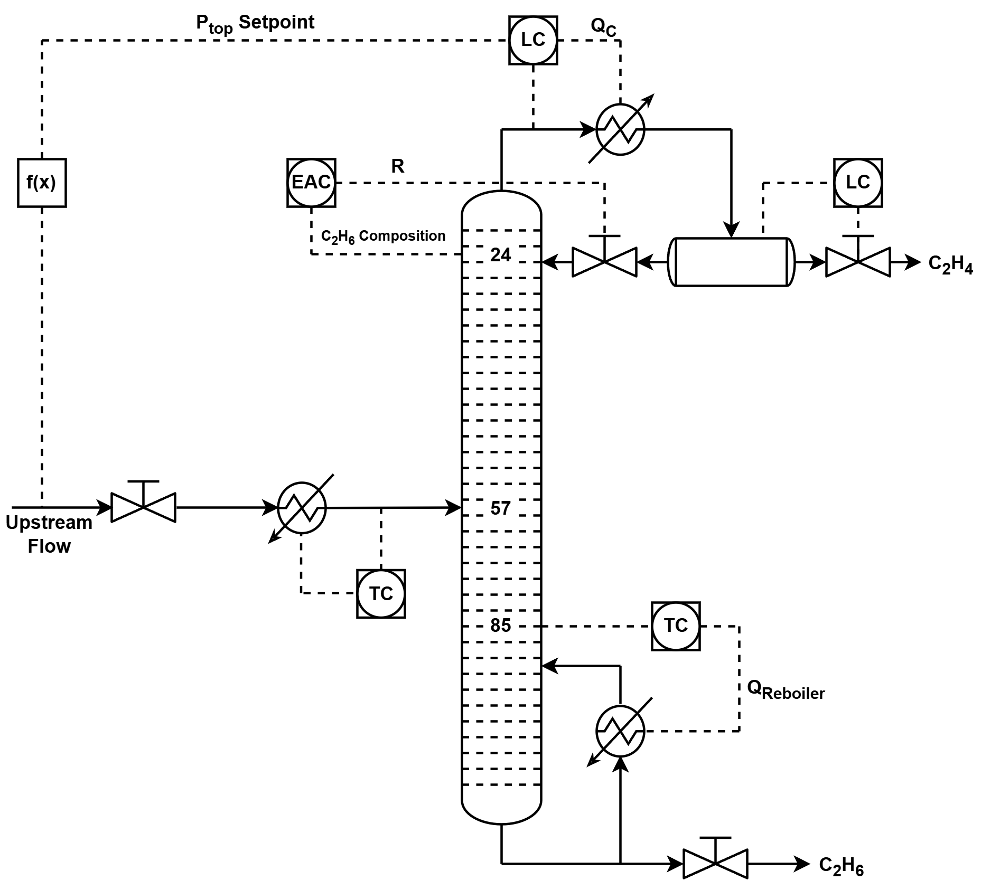 P_top Setpoint
LC
Q_C
f(x)
EAC
R
LC
C₂H₆ Composition
24
C₂H₄
57
Upstream
Flow
TC
85
TC
Q_Reboiler
C₂H₆